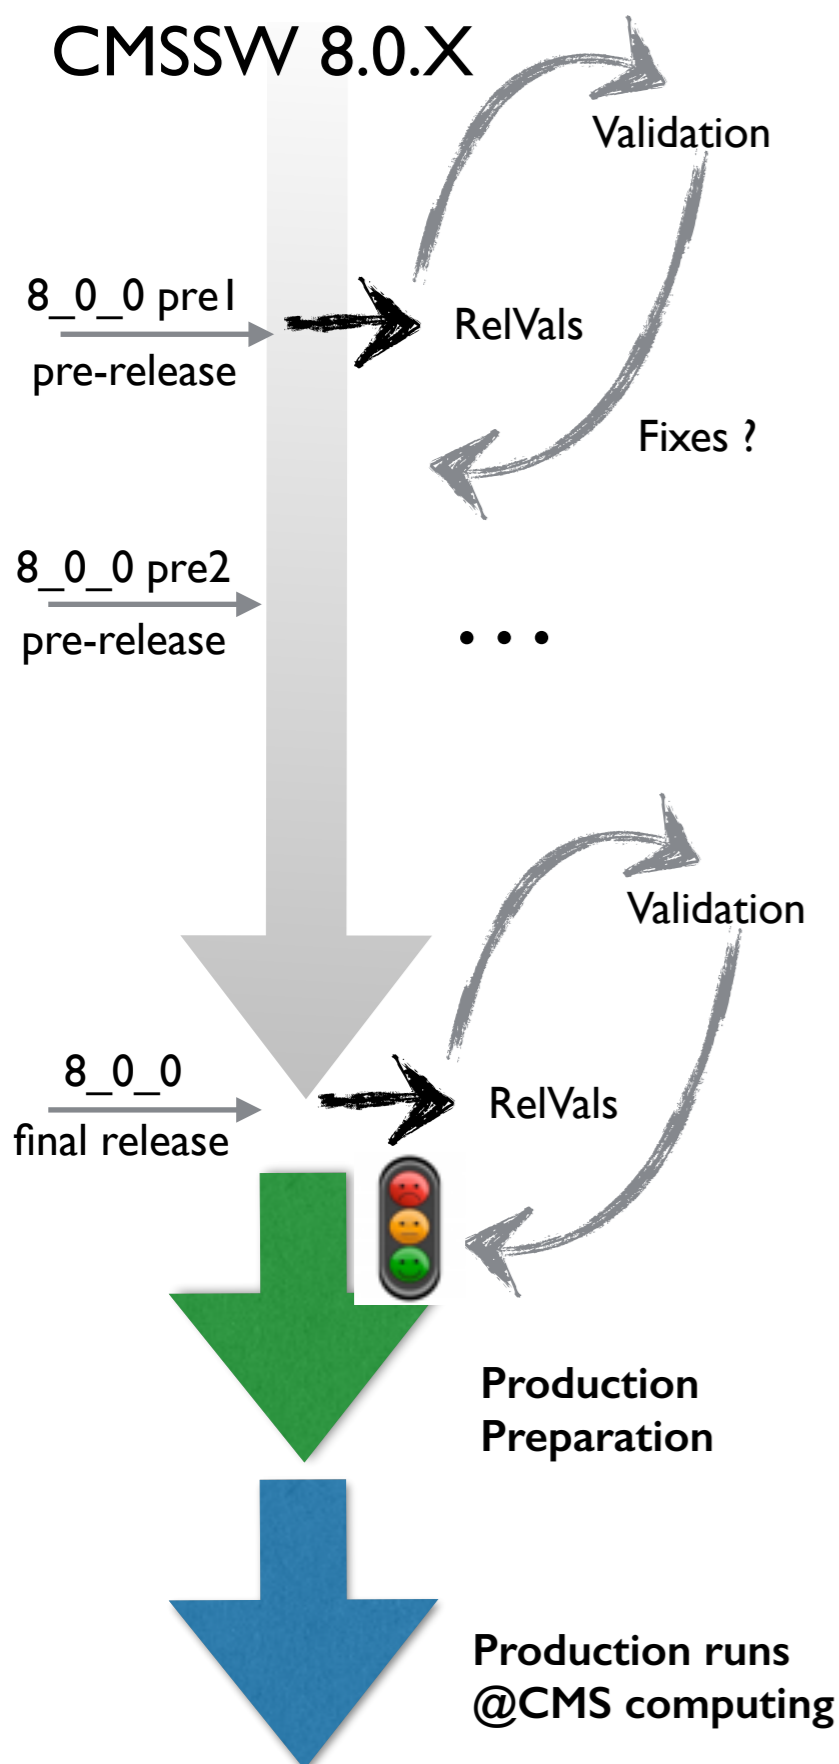 CMSSW 8.0.X
Validation
8_0_0 pre1
RelVals
pre-release
Fixes ?
8_0_0 pre2
pre-release
. . .
Validation
8_0_0
RelVals
final release
Production
Preparation
Production runs
@CMS computing